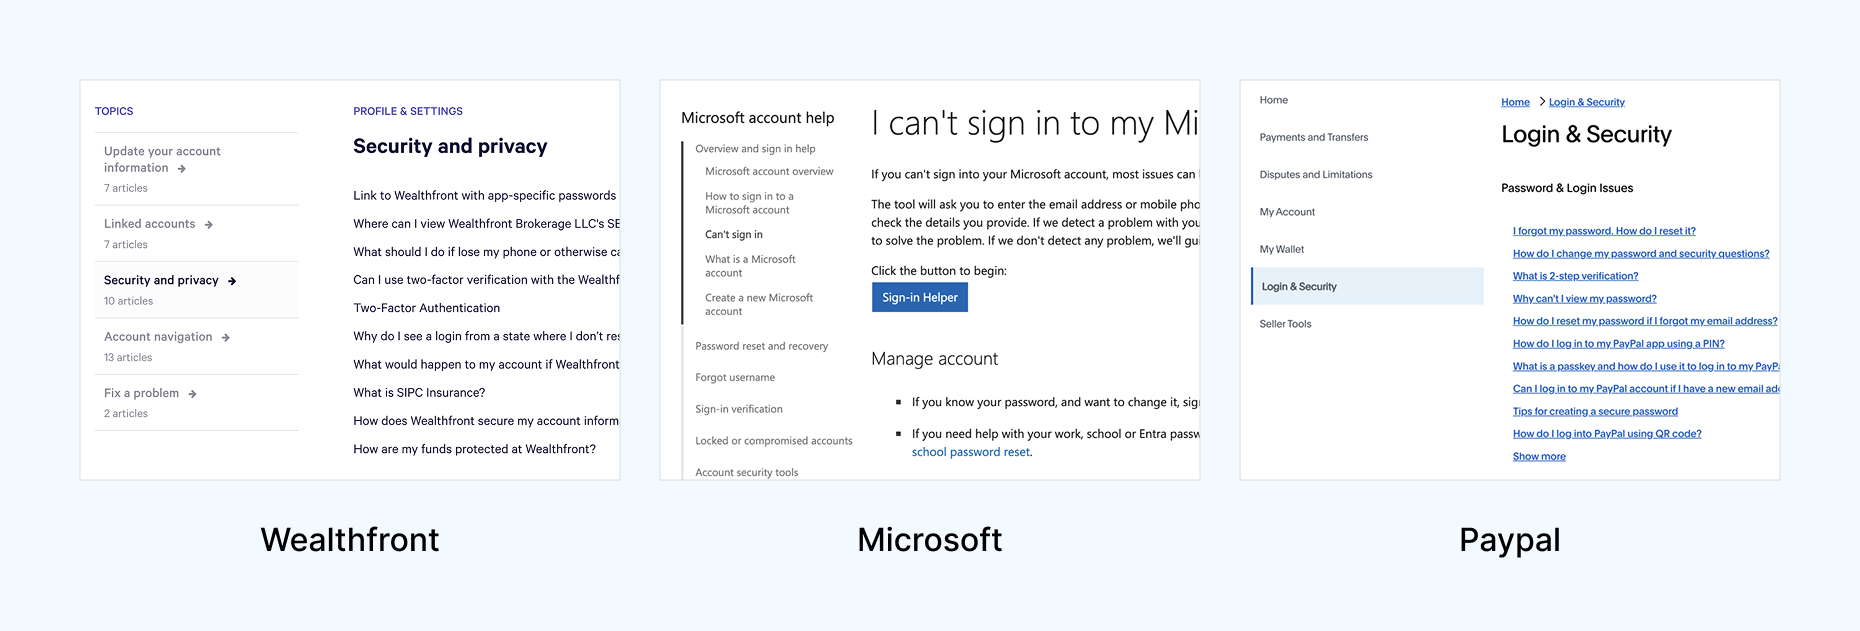 TOPICS
Update your account
information →
7 articles
Linked accounts →
7 articles
Security and privacy →
10 articles
Account navigation →
13 articles
Fix a problem →
2 articles
PROFILE & SETTINGS
Security and privacy
Link to Wealthfront with app-specific passwords
Where can I view Wealthfront Brokerage LLC's
What should I do if lose my phone or otherwise
Can I use two-factor verification with the
Two-Factor Authentication
Why do I see a login from a state where I don't
What would happen to my account if Wealthfront
What is SIPC Insurance?
How does Wealthfront secure my account
How are my funds protected at Wealthfront?
Wealthfront
Microsoft account help
Overview and sign in help
Microsoft account overview
How to sign in to a
Microsoft account
Can't sign in
What is a Microsoft
account
Create a new Microsoft
account
Password reset and recovery
Forgot username
Sign-in verification
Locked or compromised accounts
Account security tools
I can't sign in to my Mi
If you can't sign into your Microsoft account, most issues can
The tool will ask you to enter the email address or mobile pho
check the details you provide. If we detect a problem with you
to solve the problem. If we don't detect any problem, we'll gui
Click the button to begin:
Sign-in Helper
Manage account
If you know your password, and want to change it, sig
If you need help with your work, school or Entra passw
school password reset.
Microsoft
Home
Payments and Transfers
Disputes and Limitations
My Account
My Wallet
Login & Security
Seller Tools
Home > Login & Security
Login & Security
Password & Login Issues
I forgot my password. How do I reset it?
How do I change my password and security questions?
What is 2-step verification?
Why can't I view my password?
How do I reset my password if I forgot my email address?
How do I log in to my PayPal app using a PIN?
What is a passkey and how do I use it to log in to my PayP
Can I log in to my PayPal account if I have a new email
Tips for creating a secure password
How do I log into PayPal using QR code?
Show more
Paypal